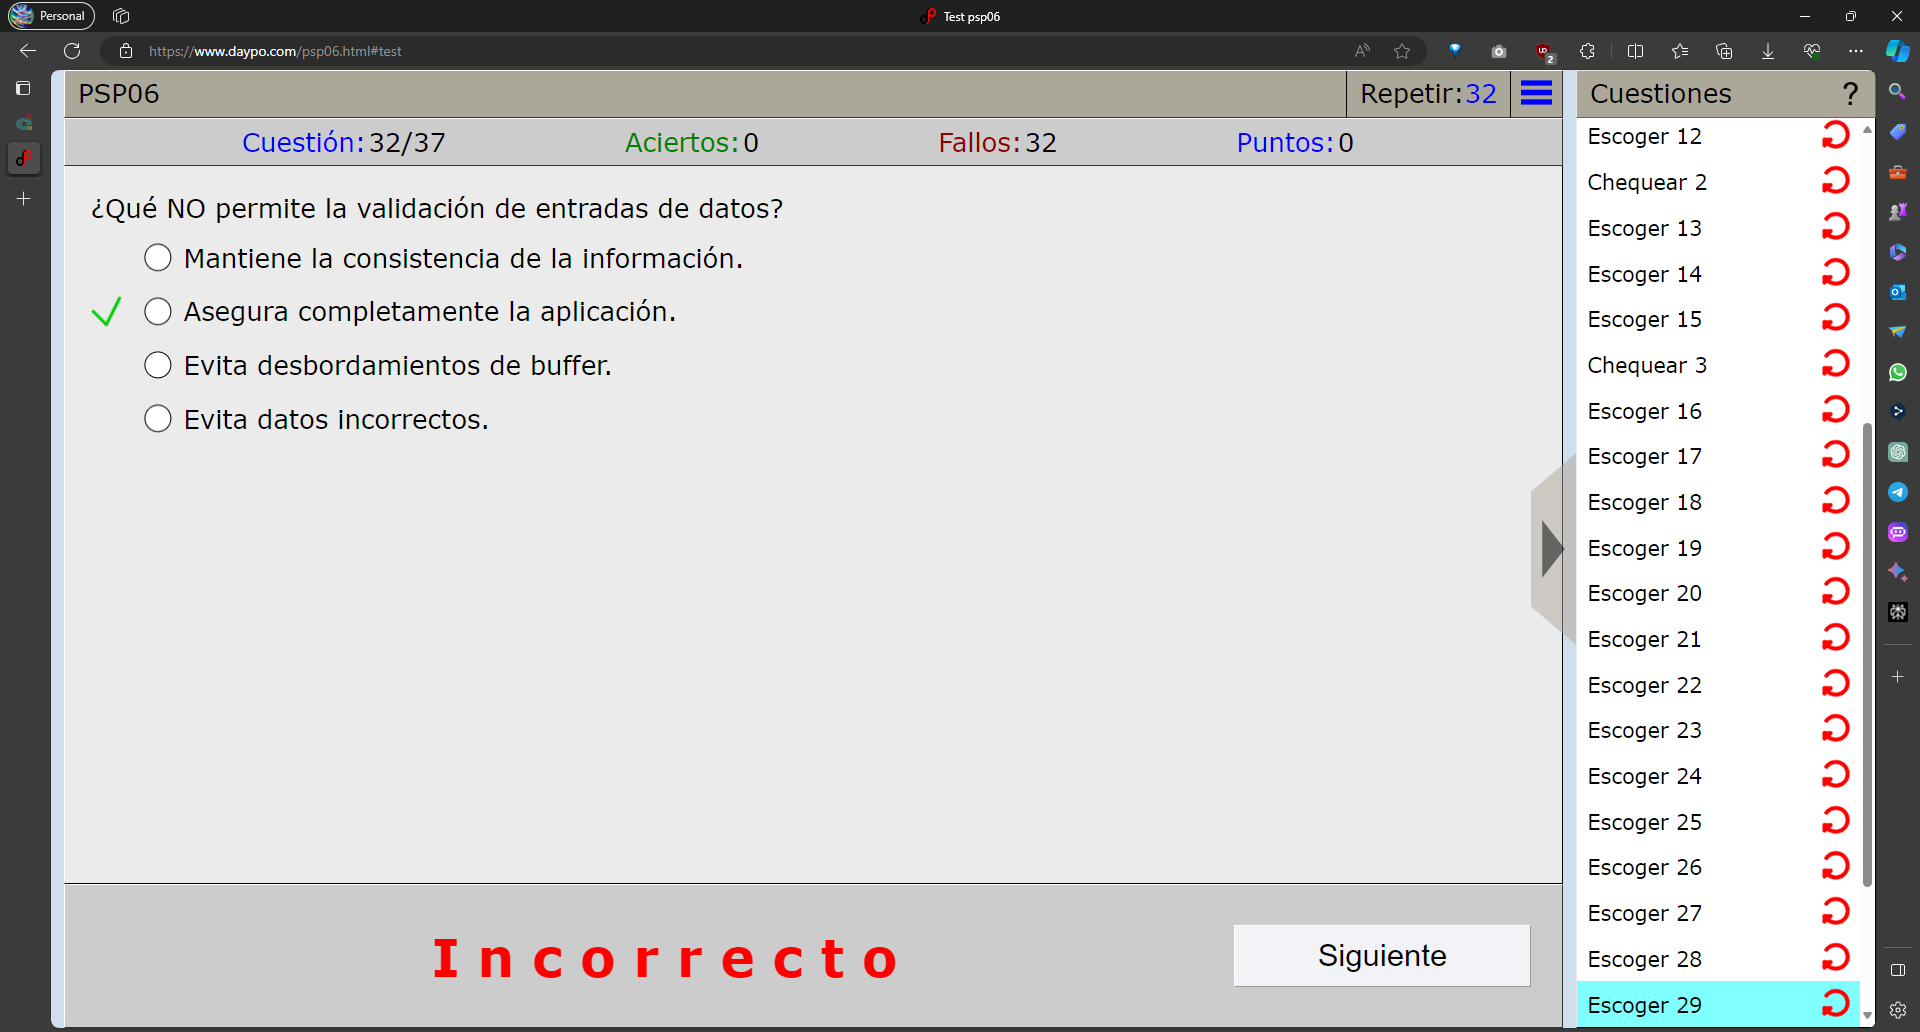 Personal
Test psp06
https://www.daypo.com/psp06.html#test
2
PSP06
Repetir:32
Cuestiones
?
Cuestión:32/37
Aciertos:0
Fallos:32
Puntos:0
¿Qué NO permite la validación de entradas de datos?
Mantiene la consistencia de la información.
Asegura completamente la aplicación.
Evita desbordamientos de buffer.
Evita datos incorrectos.
Incorrecto
Siguiente
Escoger 12
Chequear 2
Escoger 13
Escoger 14
Escoger 15
Chequear 3
Escoger 16
Escoger 17
Escoger 18
Escoger 19
Escoger 20
Escoger 21
Escoger 22
Escoger 23
Escoger 24
Escoger 25
Escoger 26
Escoger 27
Escoger 28
Escoger 29